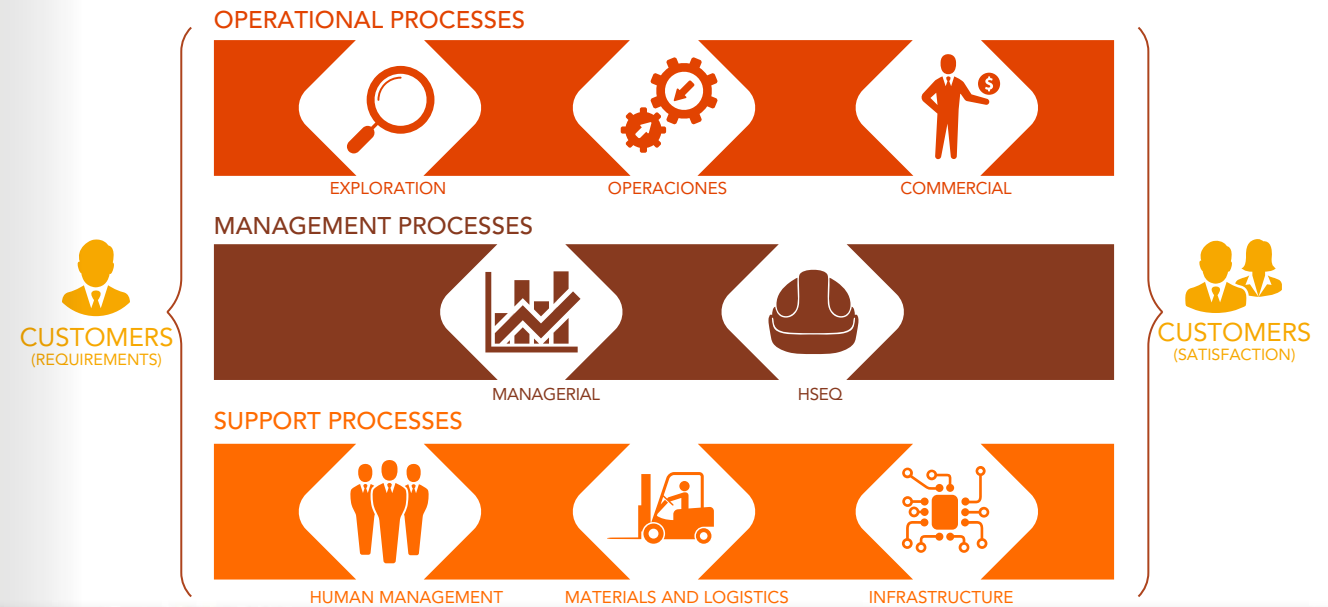 OPERATIONAL PROCESSES
$
EXPLORATION
OPERACIONES
COMMERCIAL
MANAGEMENT PROCESSES
CUSTOMERS
(REQUIREMENTS)
CUSTOMERS
(SATISFACTION)
MANAGERIAL
HSEQ
SUPPORT PROCESSES
HUMAN MANAGEMENT
MATERIALS AND LOGISTICS
INFRASTRUCTURE